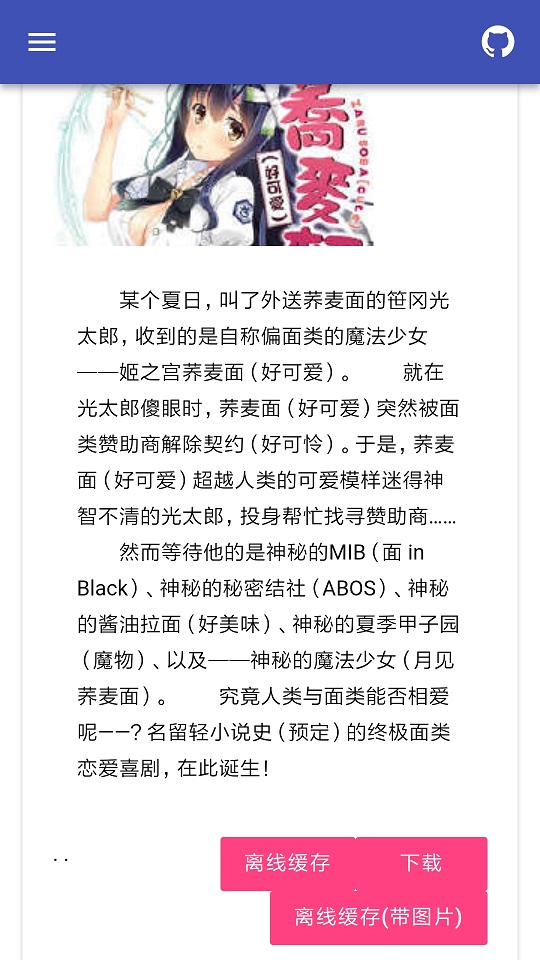 蕎
麥
ZARU SOBA(cute)
(好可愛)
某个夏日，叫了外送荞麦面的笹冈光
太郎，收到的是自称偏面类的魔法少女
——姬之宫荞麦面（好可爱）。　　就在
光太郎傻眼时，荞麦面（好可爱）突然被面
类赞助商解除契约（好可怜）。于是，荞麦
面（好可爱）超越人类的可爱模样迷得神
智不清的光太郎，投身帮忙找寻赞助商……
然而等待他的是神秘的MIB（面 in
Black）、神秘的秘密结社（ABOS）、神秘
的酱油拉面（好美味）、神秘的夏季甲子园
（魔物）、以及——神秘的魔法少女（月见
荞麦面）。　　究竟人类与面类能否相爱
呢——？名留轻小说史（预定）的终极面类
恋爱喜剧，在此诞生！
. .
离线缓存
下载
离线缓存(带图片)